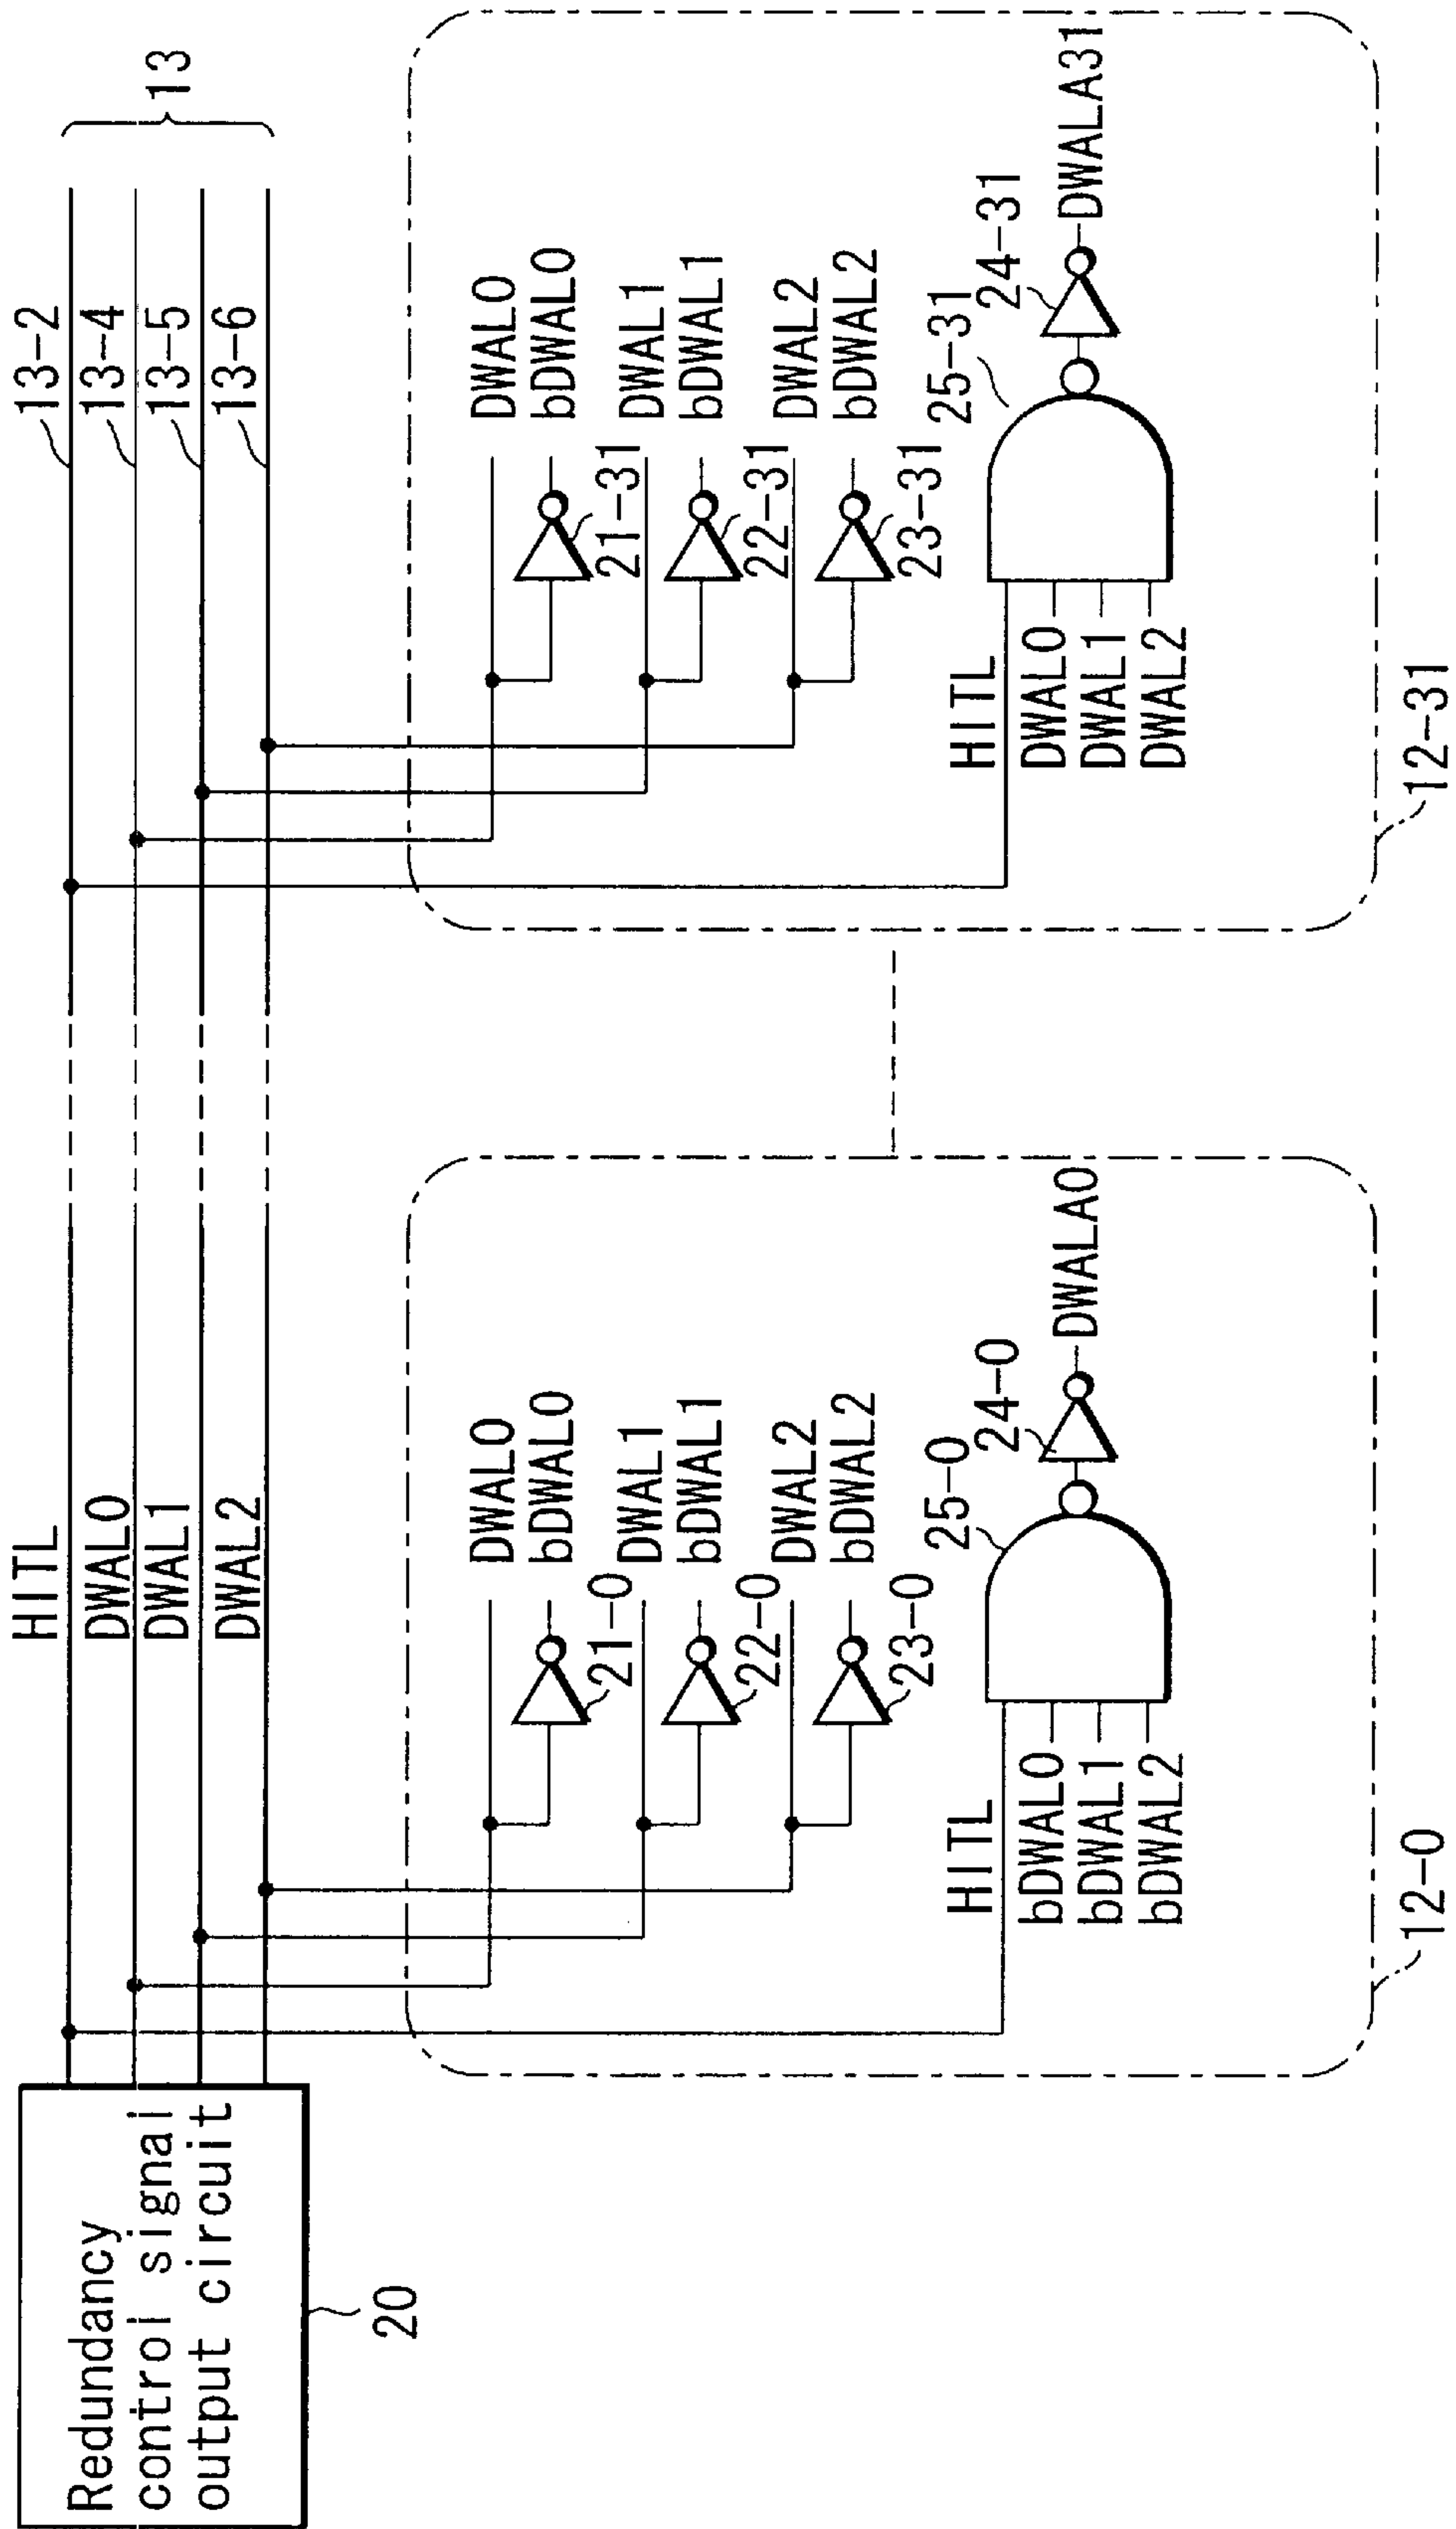 Redundancy
control signal
output circuit
20
HITL
DWAL0
DWAL1
DWAL2
13-2
13-4
13-5
13-6
13
DWAL0
bDWAL0
21-0
DWAL1
bDWAL1
22-0
DWAL2
bDWAL2
23-0
HITL
bDWAL0
bDWAL1
bDWAL2
25-0
24-0
DWALA0
12-0
DWAL0
bDWAL0
21-31
DWAL1
bDWAL1
22-31
DWAL2
bDWAL2
23-31
HITL
DWAL0
DWAL1
DWAL2
25-31
24-31
DWALA31
12-31